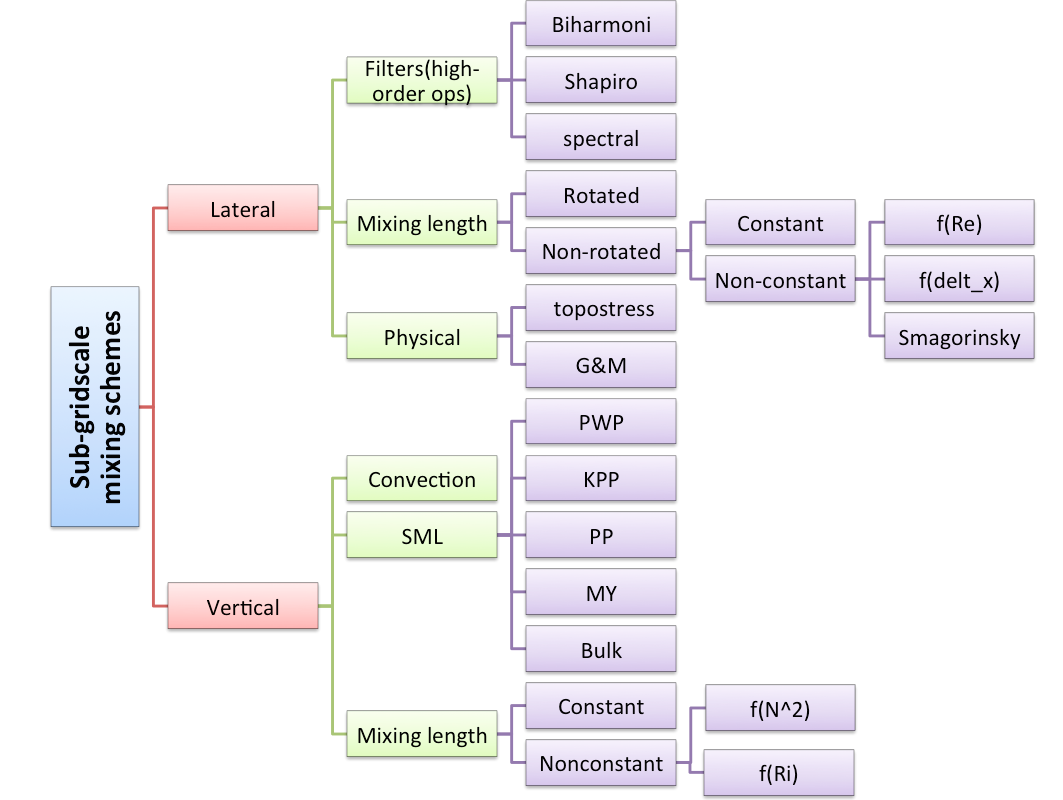 Sub-gridscale
mixing schemes
Lateral
Filters(high-
order ops)
Biharmoni
Shapiro
spectral
Mixing length
Rotated
Non-rotated
Constant
Non-constant
f(Re)
f(delt_x)
Smagorinsky
Physical
topostress
G&M
Vertical
Convection
SML
PWP
KPP
PP
MY
Bulk
Mixing length
Constant
Nonconstant
f(N^2)
f(Ri)